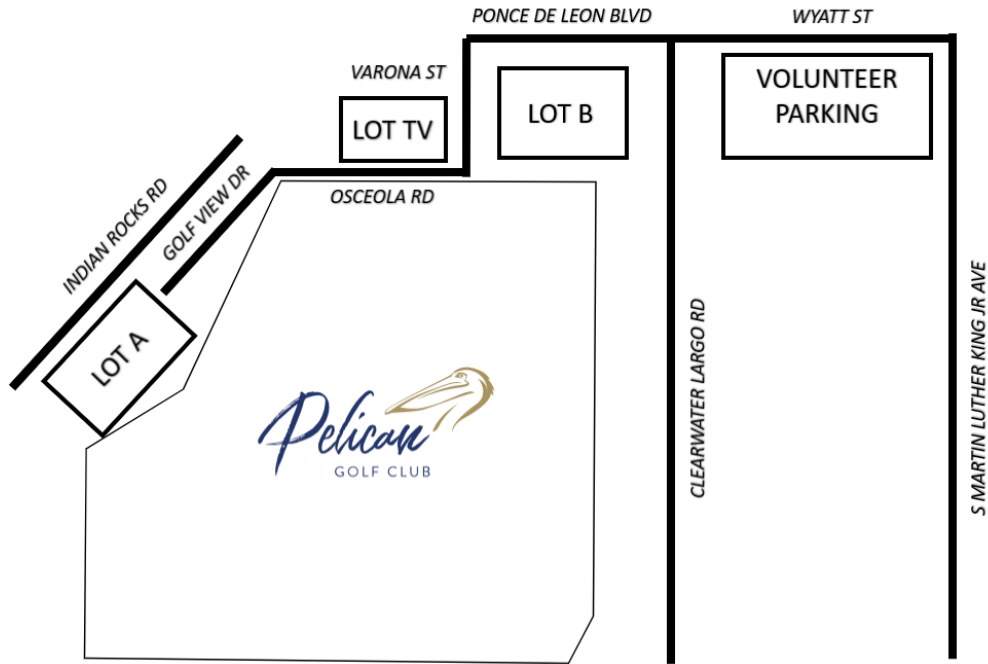 PONCE DE LEON BLVD
WYATT ST
VARONA ST
LOT TV
LOT B
VOLUNTEER
PARKING
INDIAN ROCKS RD
GOLF VIEW DR
OSCEOLA RD
LOT A
Pelican
GOLF CLUB
CLEARWATER LARGO RD
S MARTIN LUTHER KING JR AVE